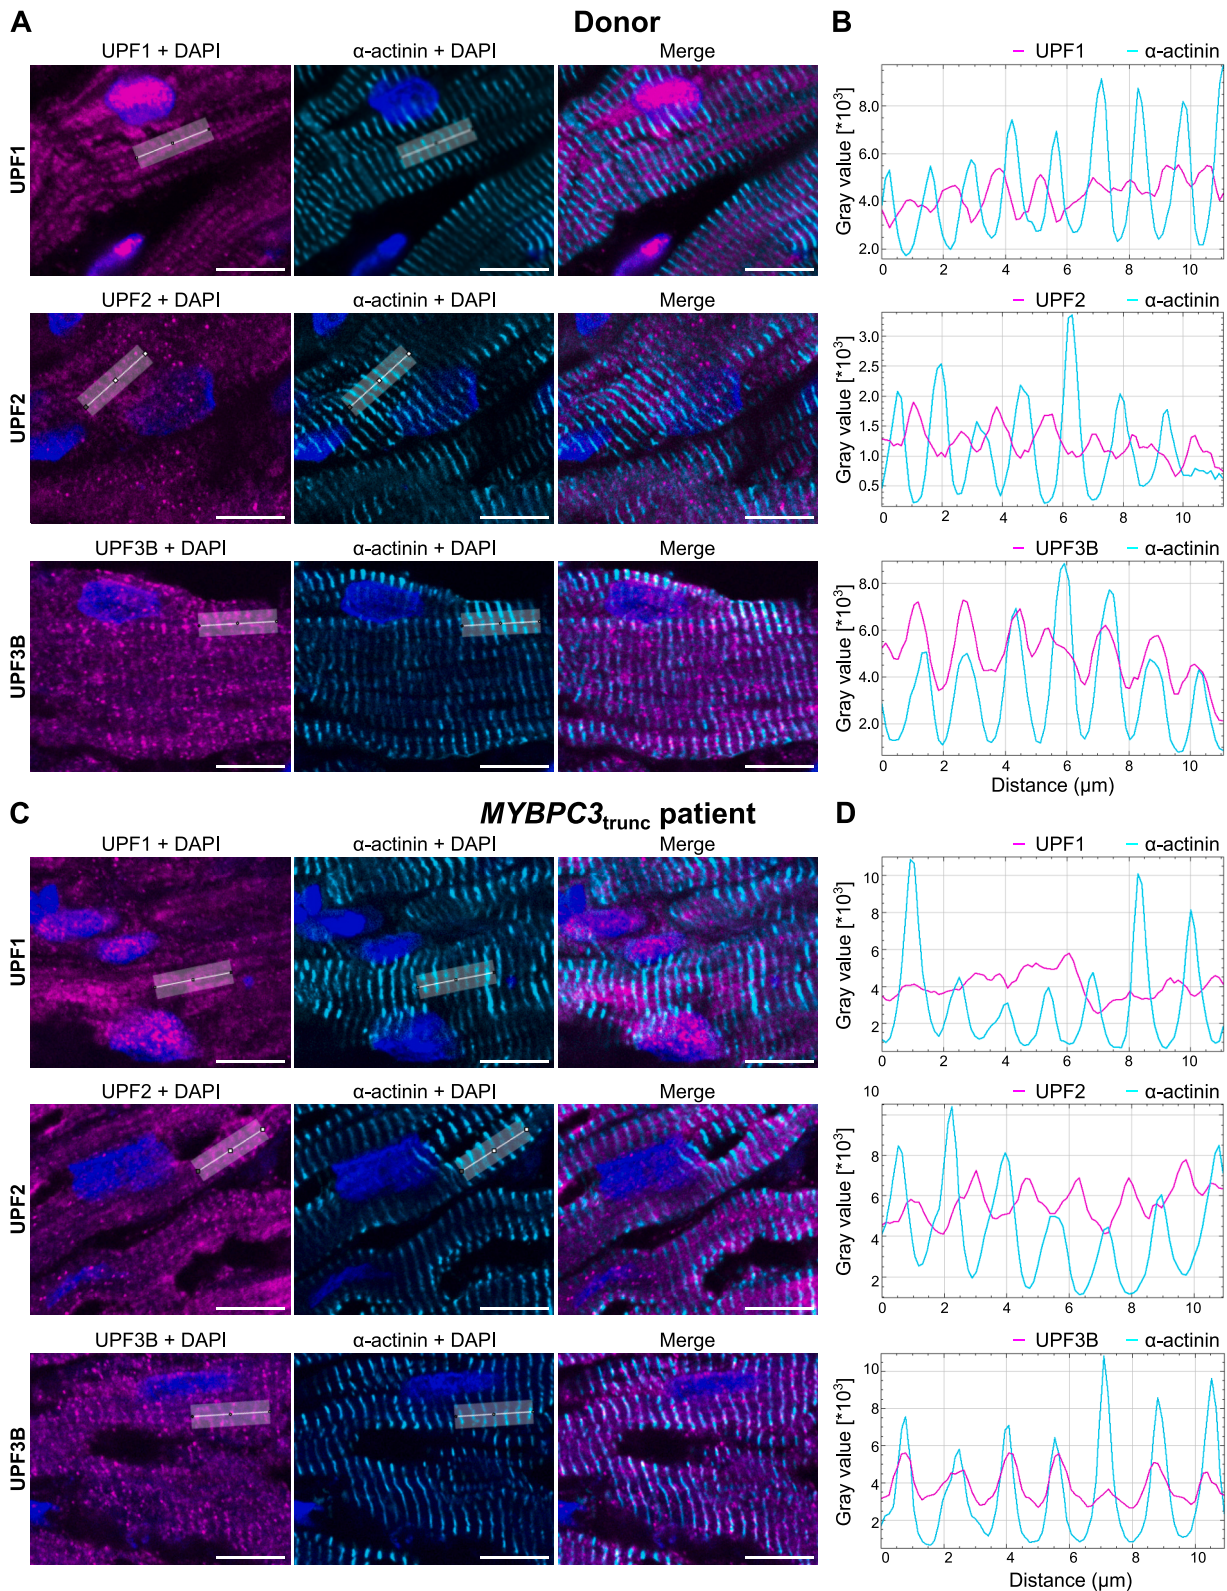 A Donor B
UPF1 + DAPI α-actinin + DAPI Merge UPF1 α-actinin
UPF1
Gray value [*10³]
8.0
6.0
4.0
2.0
0 2 4 6 8 10
UPF2 + DAPI α-actinin + DAPI Merge UPF2 α-actinin
UPF2
Gray value [*10³]
3.0
2.5
2.0
1.5
1.0
0.5
0 2 4 6 8 10
UPF3B + DAPI α-actinin + DAPI Merge UPF3B α-actinin
UPF3B
Gray value [*10³]
8.0
6.0
4.0
2.0
0 2 4 6 8 10
Distance (µm)
C MYBPC3trunc patient D
UPF1 + DAPI α-actinin + DAPI Merge UPF1 α-actinin
UPF1
Gray value [*10³]
10
8
6
4
2
0 2 4 6 8 10
UPF2 + DAPI α-actinin + DAPI Merge UPF2 α-actinin
UPF2
Gray value [*10³]
10
8
6
4
2
0 2 4 6 8 10
UPF3B + DAPI α-actinin + DAPI Merge UPF3B α-actinin
UPF3B
Gray value [*10³]
10
8
6
4
2
0 2 4 6 8 10
Distance (µm)